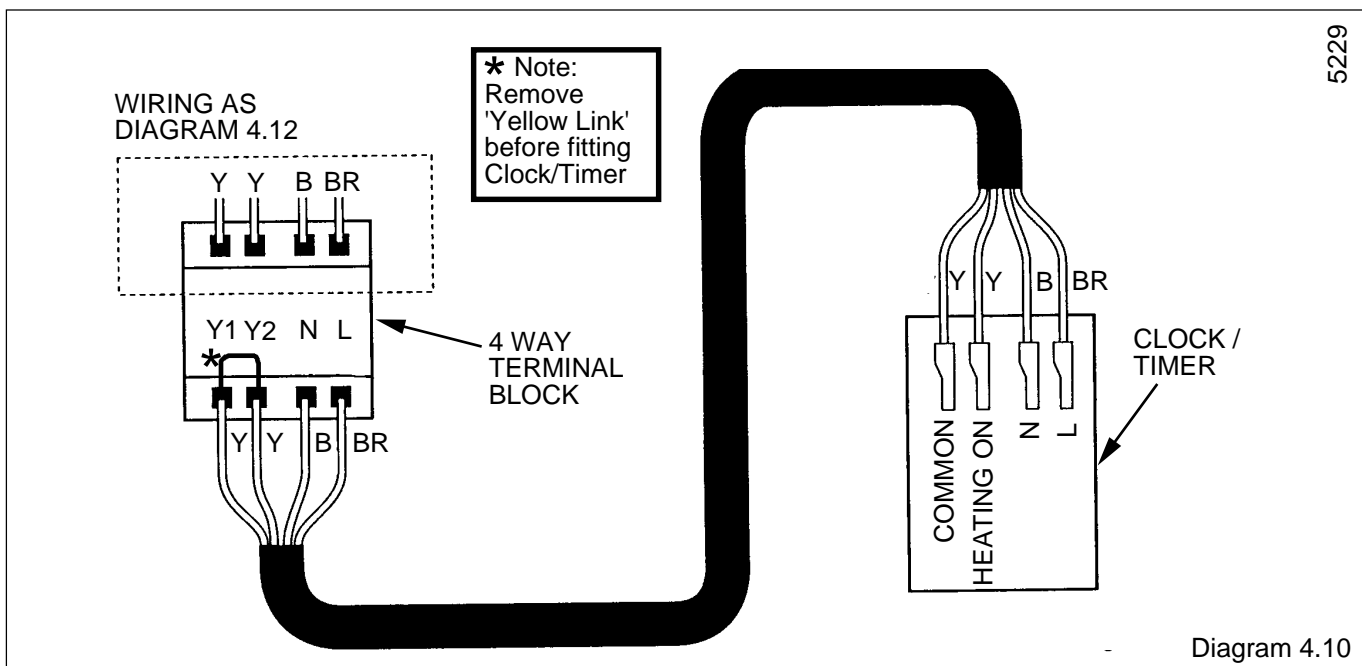 5229
WIRING AS
DIAGRAM 4.12
* Note:
Remove
'Yellow Link'
before fitting
Clock/Timer
Y Y B BR
Y1 Y2 N L
*
4 WAY
TERMINAL
BLOCK
Y Y B BR
Y Y B BR
CLOCK /
TIMER
COMMON
HEATING ON
N
L
Diagram 4.10